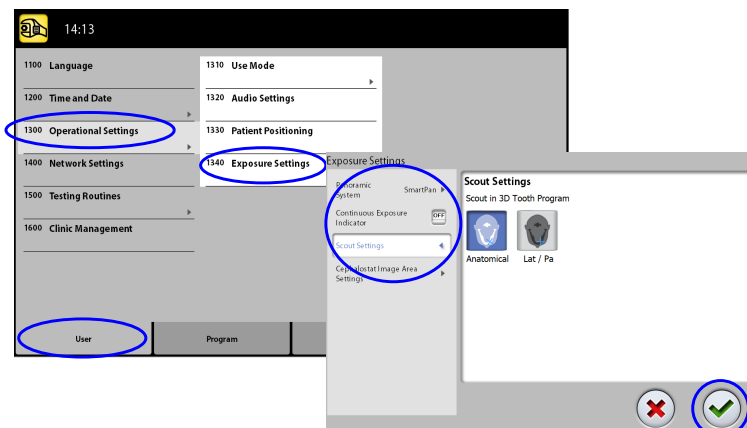 14:13
1100 Language
1200 Time and Date
1300 Operational Settings
1400 Network Settings
1500 Testing Routines
1600 Clinic Management
1310 Use Mode
1320 Audio Settings
1330 Patient Positioning
1340 Exposure Settings
User
Program
Exposure Settings
Panoramic
System
SmartPan
Continuous Exposure
Indicator
OFF
Scout Settings
Cephalostat Image Area
Settings
Scout Settings
Scout in 3D Tooth Program
Anatomical
Lat / Pa